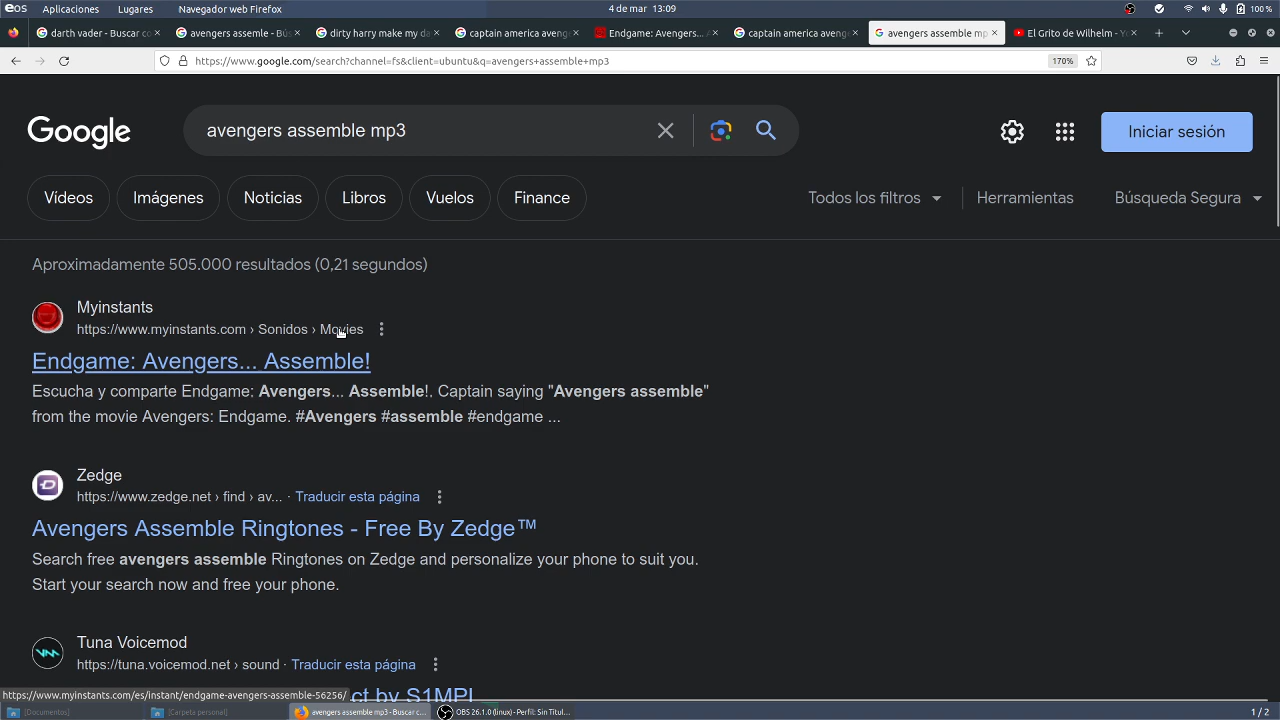 eos Aplicaciones Lugares Navegador web Firefox 4 de mar 13:09 100 %
darth vader - Buscar co
avengers assemle - Bú
dirty harry make my da
captain america aveng
Endgame: Avengers... A
captain america aveng
avengers assemble mp
El Grito de Wilhelm - Yo
https://www.google.com/search?channel=fs&client=ubuntu&q=avengers+assemble+mp3 170%
Google
avengers assemble mp3
Iniciar sesión
Vídeos Imágenes Noticias Libros Vuelos Finance Todos los filtros Herramientas Búsqueda Segura
Aproximadamente 505.000 resultados (0,21 segundos)
Myinstants
https://www.myinstants.com › Sonidos › Movies
Endgame: Avengers... Assemble!
Escucha y comparte Endgame: Avengers... Assemble!. Captain saying "Avengers assemble"
from the movie Avengers: Endgame. #Avengers #assemble #endgame ...
Zedge
https://www.zedge.net › find › av... · Traducir esta página
Avengers Assemble Ringtones - Free By Zedge™
Search free avengers assemble Ringtones on Zedge and personalize your phone to suit you.
Start your search now and free your phone.
Tuna Voicemod
https://tuna.voicemod.net › sound · Traducir esta página
ct by S1MPL
https://www.myinstants.com/es/instant/endgame-avengers-assemble-56256/
[Documentos] [Carpeta personal] avengers assemble mp3 - Buscar c... OBS 26.1.0 (linux) - Perfil: Sin Títul... 1 / 2